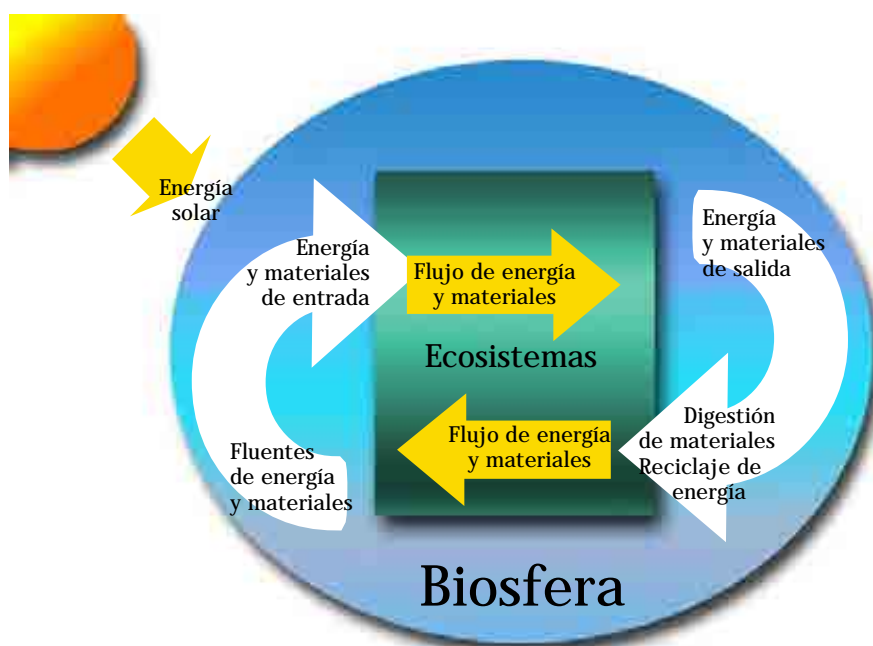 Energía
solar
Energía
y materiales
de entrada
Flujo de energía
y materiales
Energía
y materiales
de salida
Ecosistemas
Digestión
de materiales
Reciclaje de
energía
Flujo de energía
y materiales
Fluentes
de energía
y materiales
Biosfera